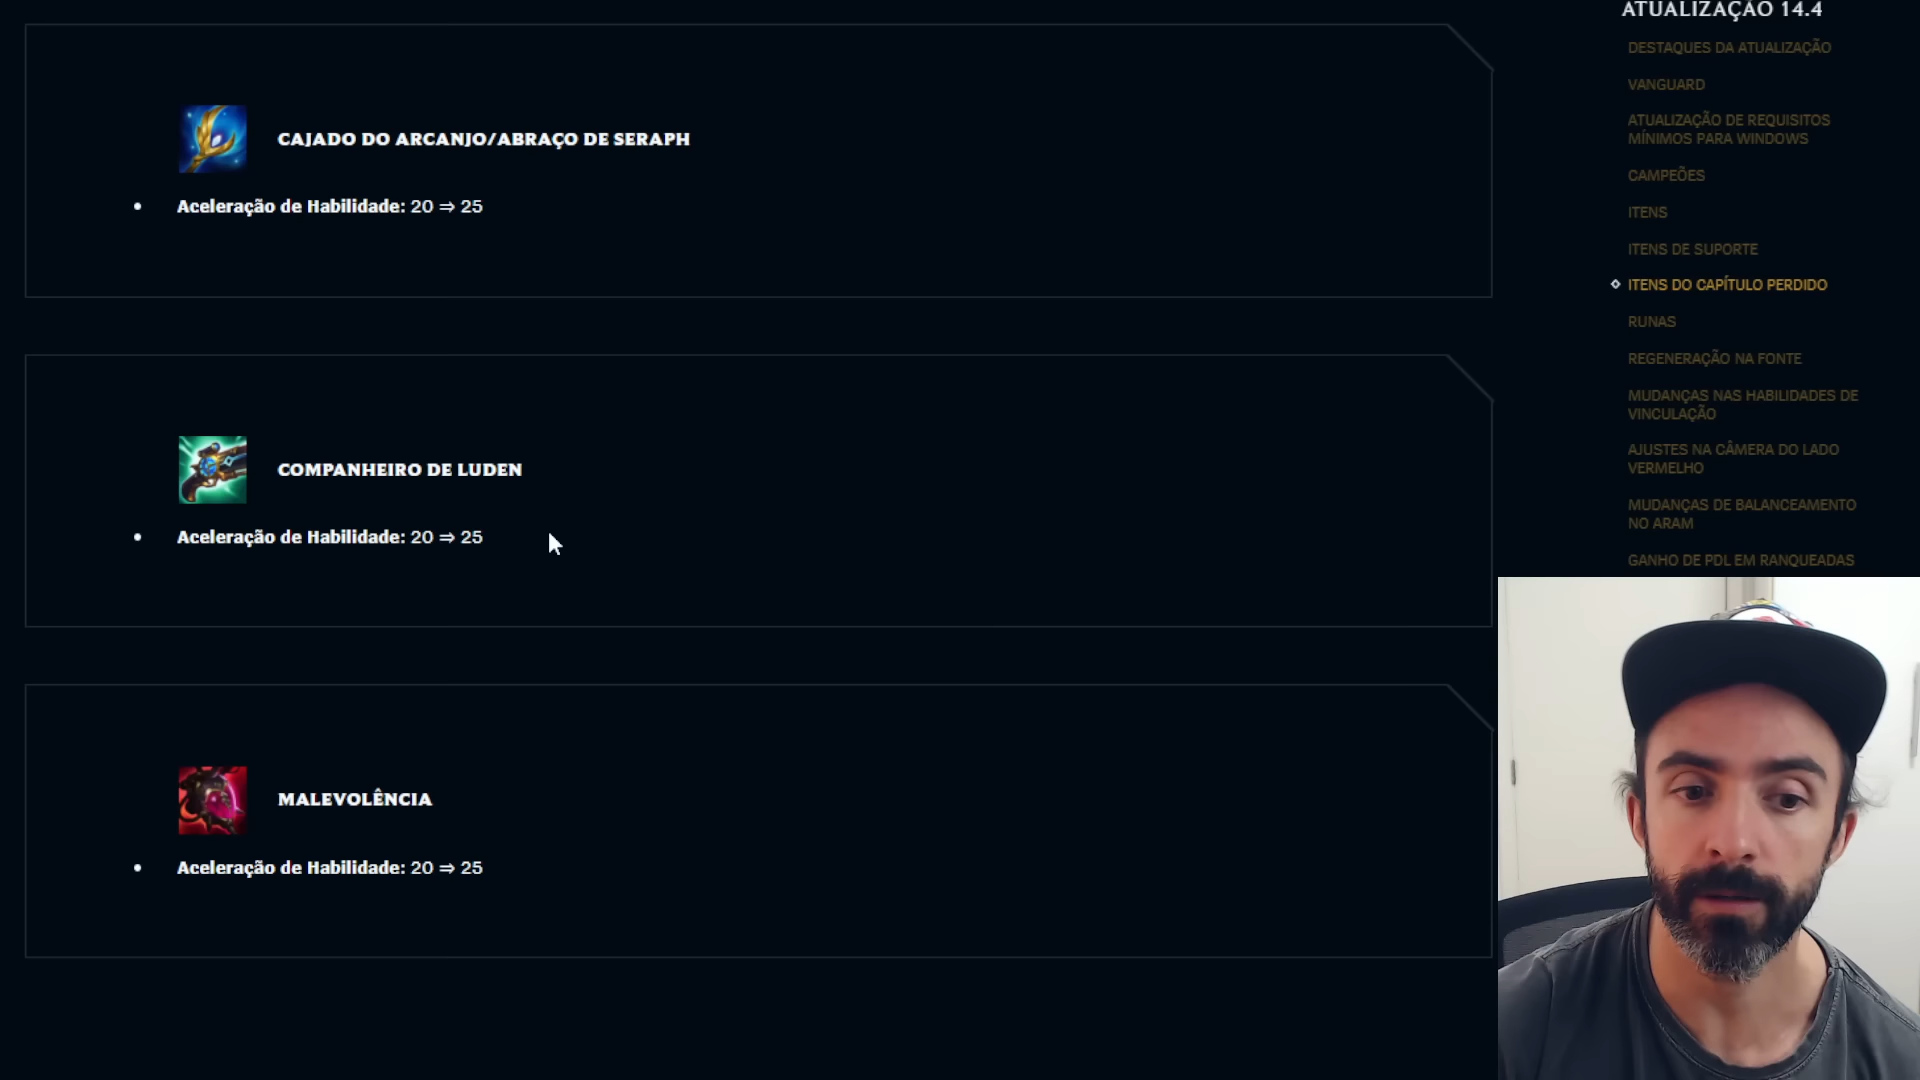 CAJADO DO ARCANJO/ABRAÇO DE SERAPH
• Aceleração de Habilidade: 20 ⇒ 25
COMPANHEIRO DE LUDEN
• Aceleração de Habilidade: 20 ⇒ 25
MALEVOLÊNCIA
• Aceleração de Habilidade: 20 ⇒ 25
ATUALIZAÇÃO 14.4
DESTAQUES DA ATUALIZAÇÃO
VANGUARD
ATUALIZAÇÃO DE REQUISITOS
MÍNIMOS PARA WINDOWS
CAMPEÕES
ITENS
ITENS DE SUPORTE
ITENS DO CAPÍTULO PERDIDO
RUNAS
REGENERAÇÃO NA FONTE
MUDANÇAS NAS HABILIDADES DE
VINCULAÇÃO
AJUSTES NA CÂMERA DO LADO
VERMELHO
MUDANÇAS DE BALANCEAMENTO
NO ARAM
GANHO DE PDL EM RANQUEADAS